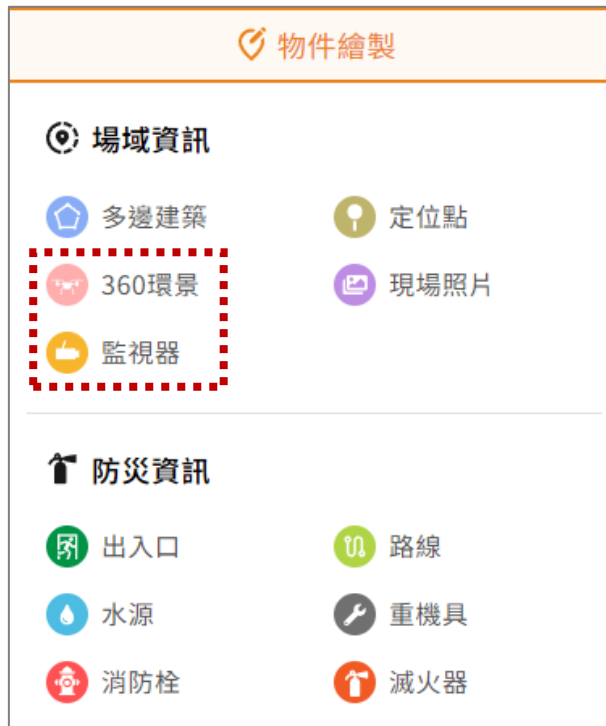 物件繪製
場域資訊
多邊建築
定位點
360環景
現場照片
監視器
防災資訊
出入口
路線
水源
重機具
消防栓
滅火器